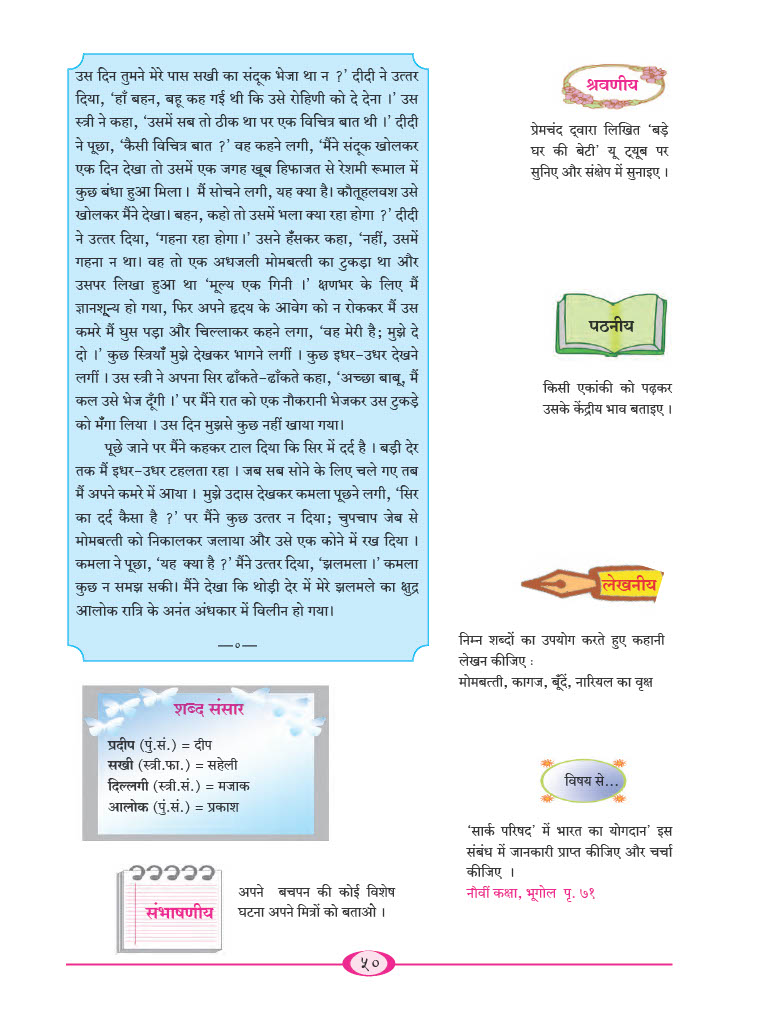 उस दिन तुमने मेरे पास सखी का संदूक भेजा था न ?’ दीदी ने उत्तर
दिया, ‘हाँ बहन, बहू कह गई थी कि उसे रोहिणी को दे देना ।’ उस
स्त्री ने कहा, ‘उसमें सब तो ठीक था पर एक विचित्र बात थी ।’ दीदी
ने पूछा, ‘कैसी विचित्र बात ?’ वह कहने लगी, ‘मैंने संदूक खोलकर
एक दिन देखा तो उसमें एक जगह खूब हिफाजत से रेशमी रूमाल में
कुछ बंधा हुआ मिला । मैं सोचने लगी, यह क्या है। कौतूहलवश उसे
खोलकर मैंने देखा। बहन, कहो तो उसमें भला क्या रहा होगा ?’ दीदी
ने उत्तर दिया, ‘गहना रहा होगा।’ उसने हँसकर कहा, ‘नहीं, उसमें
गहना न था। वह तो एक अधजली मोमबत्ती का टुकड़ा था और
उसपर लिखा हुआ था ‘मूल्य एक गिनी ।’ क्षणभर के लिए मैं
ज्ञानशून्य हो गया, फिर अपने हृदय के आवेग को न रोककर मैं उस
कमरे मैं घुस पड़ा और चिल्लाकर कहने लगा, ‘वह मेरी है; मुझे दे
दो ।’ कुछ स्त्रियाँ मुझे देखकर भागने लगीं । कुछ इधर-उधर देखने
लगीं । उस स्त्री ने अपना सिर ढाँकते-ढाँकते कहा, ‘अच्छा बाबू, मैं
कल उसे भेज दूँगी ।’ पर मैंने रात को एक नौकरानी भेजकर उस टुकड़े
को मँगा लिया । उस दिन मुझसे कुछ नहीं खाया गया।
पूछे जाने पर मैंने कहकर टाल दिया कि सिर में दर्द है । बड़ी देर
तक मैं इधर-उधर टहलता रहा । जब सब सोने के लिए चले गए तब
मैं अपने कमरे में आया । मुझे उदास देखकर कमला पूछने लगी, ‘सिर
का दर्द कैसा है ?’ पर मैंने कुछ उत्तर न दिया; चुपचाप जेब से
मोमबत्ती को निकालकर जलाया और उसे एक कोने में रख दिया ।
कमला ने पूछा, ‘यह क्या है ?’ मैंने उत्तर दिया, ‘झलमला ।’ कमला
कुछ न समझ सकी। मैंने देखा कि थोड़ी देर में मेरे झलमले का क्षुद्र
आलोक रात्रि के अनंत अंधकार में विलीन हो गया।
—०—
शब्द संसार
प्रदीप (पुं.सं.) = दीप
सखी (स्त्री.फा.) = सहेली
दिल्लगी (स्त्री.सं.) = मजाक
आलोक (पुं.सं.) = प्रकाश
संभाषणीय
अपने बचपन की कोई विशेष
घटना अपने मित्रों को बताओ ।
श्रवणीय
प्रेमचंद द्वारा लिखित ‘बड़े
घर की बेटी’ यू ट्यूब पर
सुनिए और संक्षेप में सुनाइए ।
पठनीय
किसी एकांकी को पढ़कर
उसके केंद्रीय भाव बताइए ।
लेखनीय
निम्न शब्दों का उपयोग करते हुए कहानी
लेखन कीजिए :
मोमबत्ती, कागज, बूँदें, नारियल का वृक्ष
विषय से...
‘सार्क परिषद’ में भारत का योगदान’ इस
संबंध में जानकारी प्राप्त कीजिए और चर्चा
कीजिए ।
नौवीं कक्षा, भूगोल पृ. ७१
५०